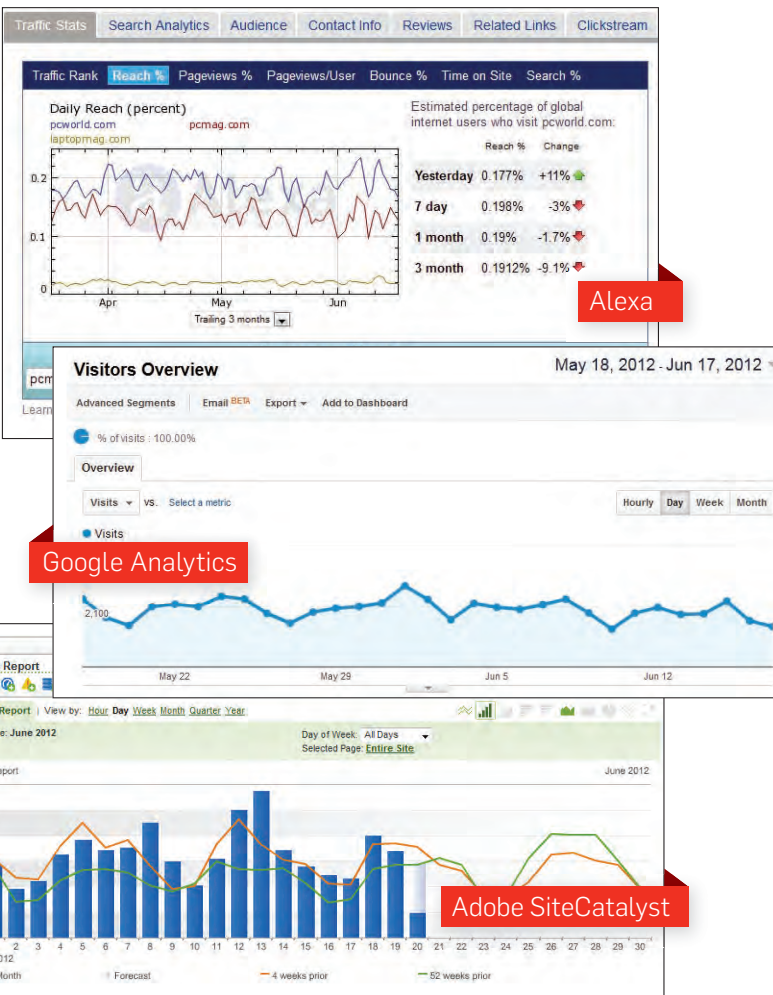 Traffic Stats Search Analytics Audience Contact Info Reviews Related Links Clickstream
Traffic Rank Reach % Pageviews % Pageviews/User Bounce % Time on Site Search %
Daily Reach (percent)
pcworld.com pcmag.com
laptopmag.com
0.2
0.1
0
Apr May Jun
Trailing 3 months
Estimated percentage of global
internet users who visit pcworld.com:
Reach % Change
Yesterday 0.177% +11%
7 day 0.198% -3%
1 month 0.19% -1.7%
3 month 0.1912% -9.1%
Alexa
pcm
Learn
Visitors Overview May 18, 2012 - Jun 17, 2012
Advanced Segments Email BETA Export Add to Dashboard
% of visits : 100.00%
Overview
Visits VS. Select a metric Hourly Day Week Month
Visits
Google Analytics
2,100
May 22 May 29 Jun 5 Jun 12
Report
Report View by: Hour Day Week Month Quarter Year
e: June 2012
Day of Week: All Days
Selected Page: Entire Site
port June 2012
Adobe SiteCatalyst
2 3 4 5 6 7 8 9 10 11 12 13 14 15 16 17 18 19 20 21 22 23 24 25 26 27 28 29 30
012
Month Forecast 4 weeks prior 52 weeks prior